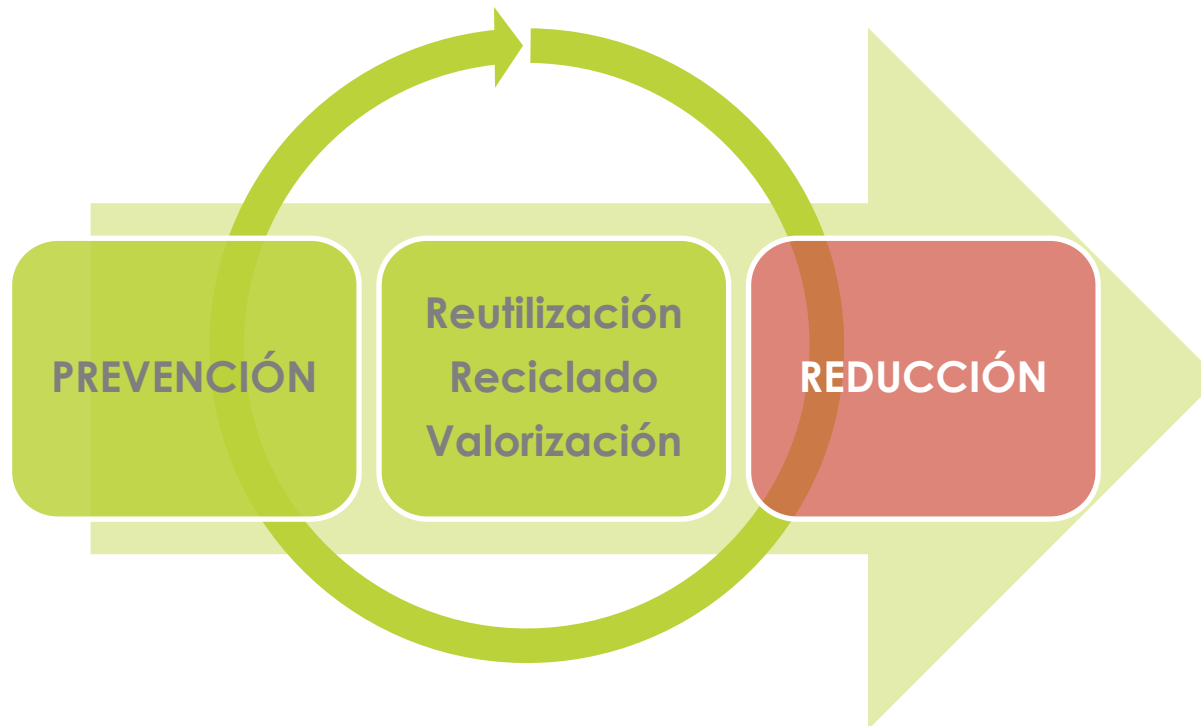 PREVENCIÓN
Reutilización
Reciclado
Valorización
REDUCCIÓN